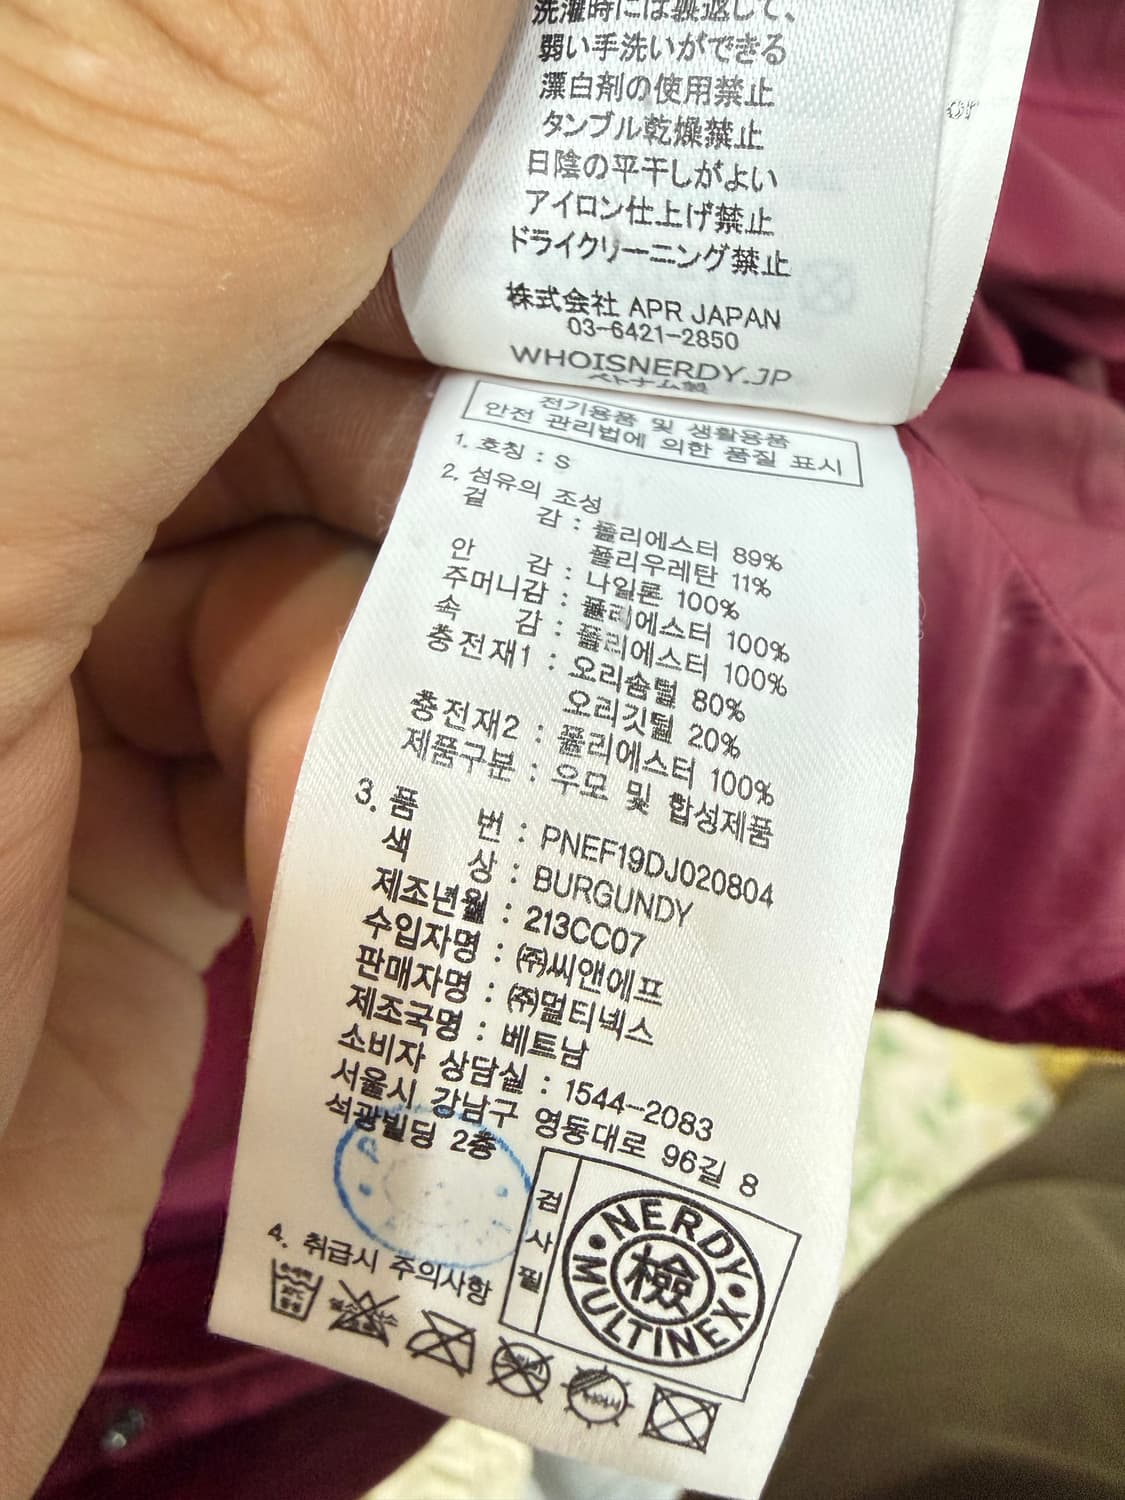 洗濯時には裏返して、
弱い手洗いができる
漂白剤の使用禁止
タンブル乾燥禁止
日陰の平干しがよい
アイロン仕上げ禁止
ドライクリーニング禁止
株式会社 APR JAPAN
03-6421-2850
WHOISNERDY.JP
ベトナム製
전기용품 및 생활용품
안전 관리법에 의한 품질 표시
1. 호칭 : S
2. 섬유의 조성
겉 감 : 폴리에스터 89%
폴리우레탄 11%
안 감 : 나일론 100%
주머니감 : 폴리에스터 100%
속 감 : 폴리에스터 100%
충전재1 : 오리솜털 80%
오리깃털 20%
충전재2 : 폴리에스터 100%
제품구분 : 우모 및 합성제품
3. 품 번 : PNEF19DJ020804
색 상 : BURGUNDY
제조년월 : 213CC07
수입자명 : ㈜씨앤에프
판매자명 : ㈜멀티넥스
제조국명 : 베트남
소비자 상담실 : 1544-2083
서울시 강남구 영동대로 96길 8
석광빌딩 2층
검사필
NERDY
檢
MULTINEX
4. 취급시 주의사항